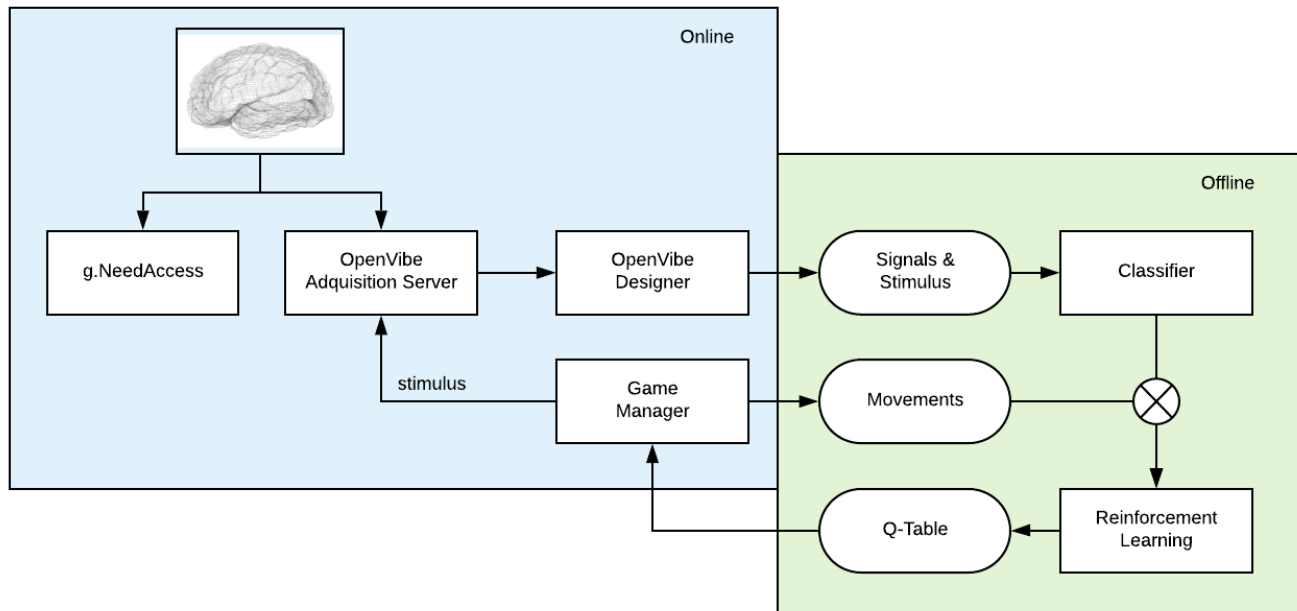 Online
Offline
g.NeedAccess
OpenVibe
Adquisition Server
OpenVibe
Designer
Signals &
Stimulus
Classifier
stimulus
Game
Manager
Movements
Q-Table
Reinforcement
Learning